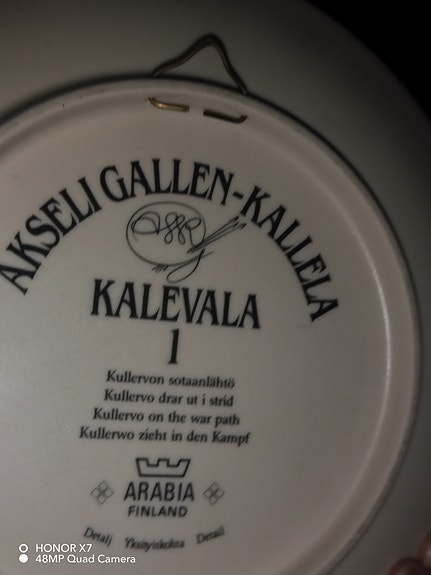 AKSELI GALLEN-KALLELA
KALEVALA
1
Kullervon sotaanlähtö
Kullervo drar ut i strid
Kullervo on the war path
Kullerwo zieht in den Kampf
ARABIA
FINLAND
Detalj Yksityiskohta Detail
HONOR X7
48MP Quad Camera